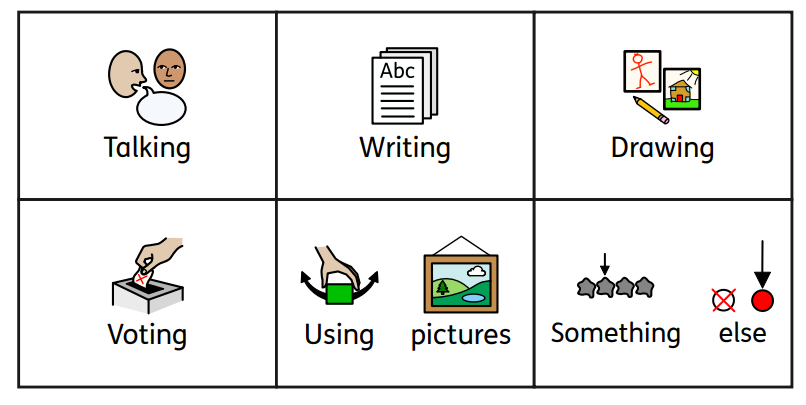 Abc
Talking
Writing
Drawing
Voting
Using pictures
Something else